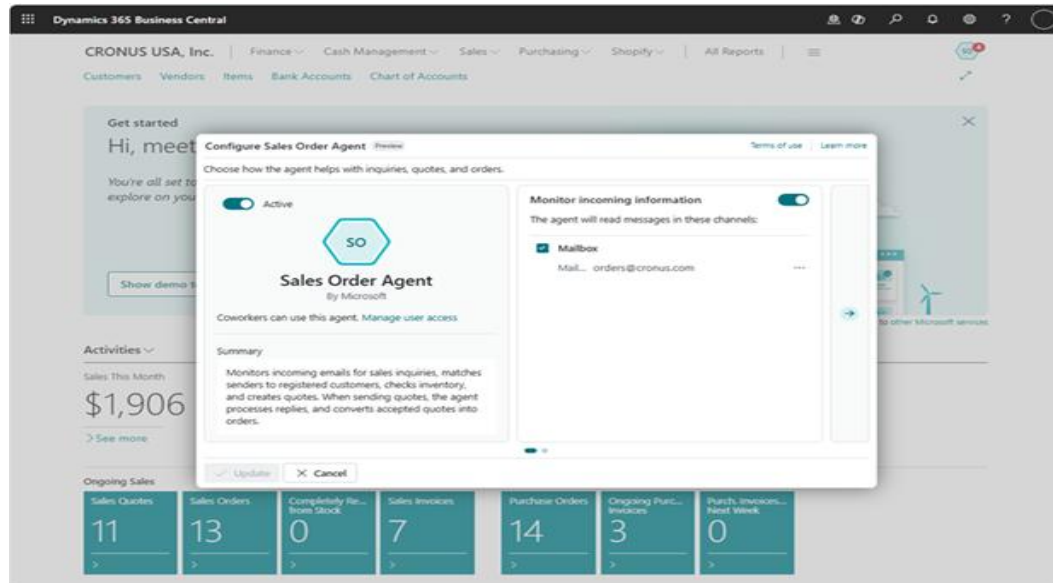 Dynamics 365 Business Central
?
CRONUS USA, Inc.
Finance
Cash Management
Sales
Purchasing
Shopify
All Reports
SO
4
Customers
Vendors
Items
Bank Accounts
Chart of Accounts
Get started
Hi, meet
You're all set to
explore on you
Show demo t
to other Microsoft services
Configure Sales Order Agent
Preview
Terms of use
Learn more
Choose how the agent helps with inquiries, quotes, and orders.
Active
SO
Sales Order Agent
By Microsoft
Coworkers can use this agent. Manage user access
Summary
Monitors incoming emails for sales inquiries, matches
senders to registered customers, checks inventory,
and creates quotes. When sending quotes, the agent
processes replies, and converts accepted quotes into
orders.
Monitor incoming information
The agent will read messages in these channels:
Mailbox
Mail... orders@cronus.com
...
Update
Cancel
Activities
Sales This Month
$1,906
> See more
Ongoing Sales
Sales Quotes
11
>
Sales Orders
13
>
Completely Re...
from Stock
0
>
Sales Invoices
7
>
Purchase Orders
14
>
Ongoing Purc...
Invoices
3
>
Purch. Invoices...
Next Week
0
>